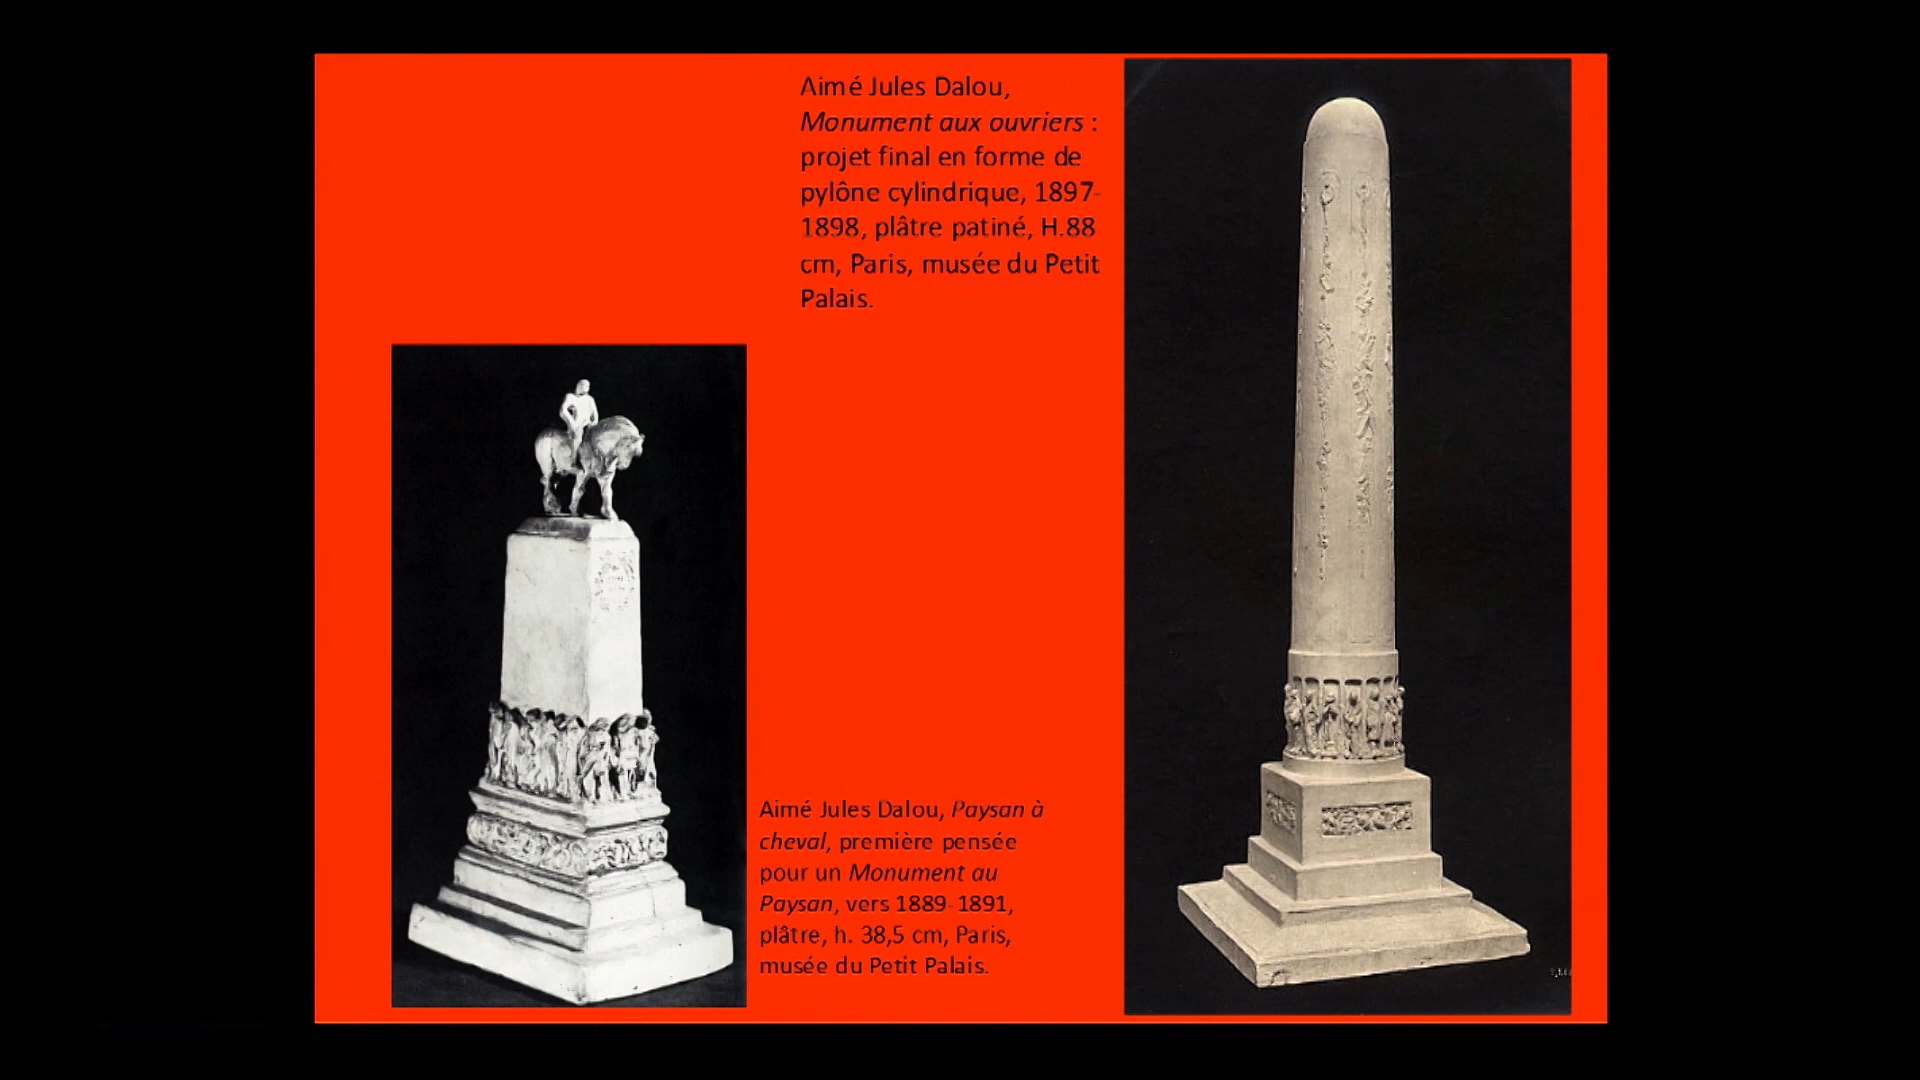 Aimé Jules Dalou,
Monument aux ouvriers :
projet final en forme de
pylône cylindrique, 1897-
1898, plâtre patiné, H.88
cm, Paris, musée du Petit
Palais.
Aimé Jules Dalou, Paysan à
cheval, première pensée
pour un Monument au
Paysan, vers 1889-1891,
plâtre, h. 38,5 cm, Paris,
musée du Petit Palais.